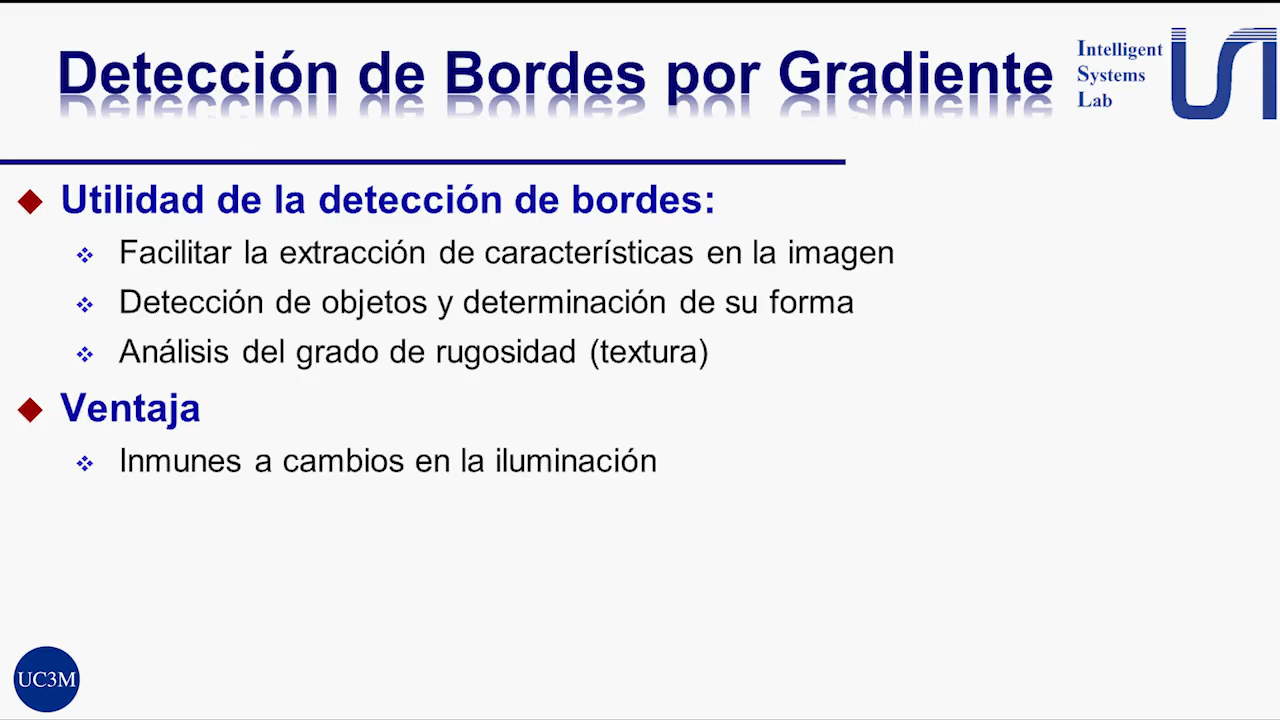 Detección de Bordes por Gradiente
Intelligent
Systems
Lab
Utilidad de la detección de bordes:
Facilitar la extracción de características en la imagen
Detección de objetos y determinación de su forma
Análisis del grado de rugosidad (textura)
Ventaja
Inmunes a cambios en la iluminación
UC3M